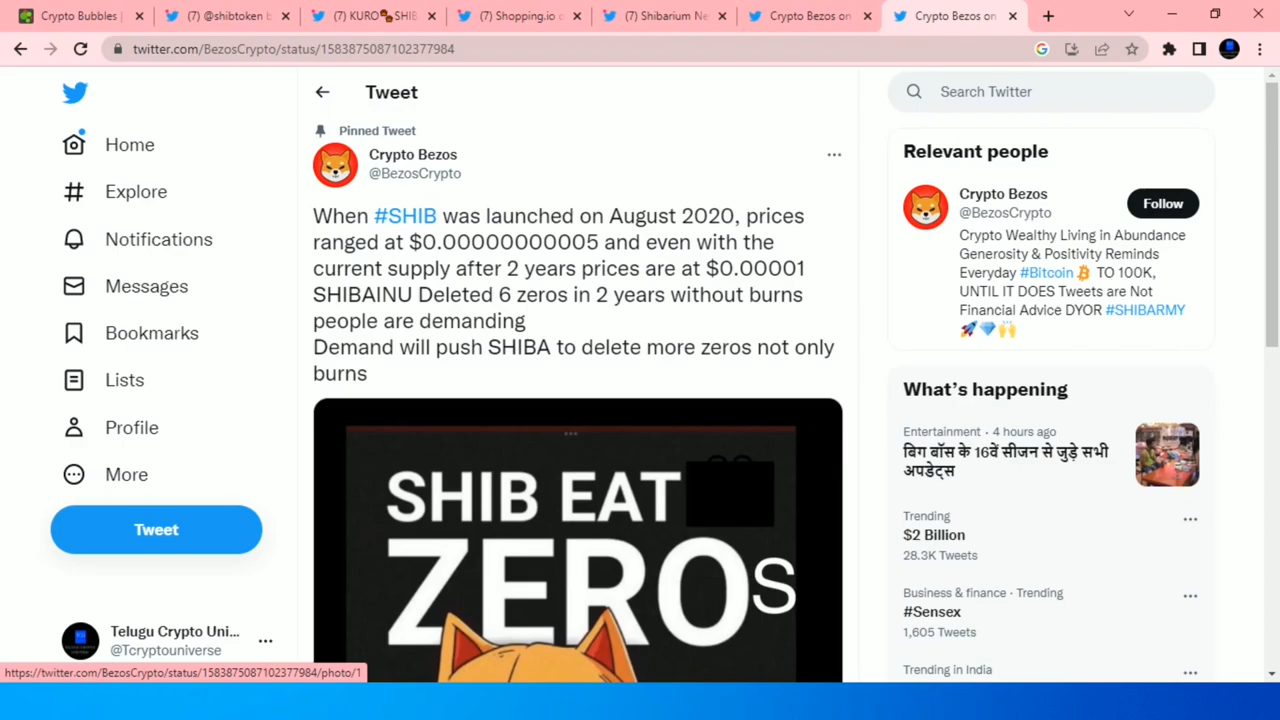 Crypto Bubbles |
(7) @shibtoken b
(7) KURO🎃SHIB
(7) Shopping.io o
(7) Shibarium Ne
Crypto Bezos on
Crypto Bezos on
twitter.com/BezosCrypto/status/1583875087102377984
Home
Explore
Notifications
Messages
Bookmarks
Lists
Profile
More
Tweet
Telugu Crypto Uni...
@Tcryptouniverse
https://twitter.com/BezosCrypto/status/1583875087102377984/photo/1
Tweet
Pinned Tweet
Crypto Bezos
@BezosCrypto
When #SHIB was launched on August 2020, prices
ranged at $0.00000000005 and even with the
current supply after 2 years prices are at $0.00001
SHIBAINU Deleted 6 zeros in 2 years without burns
people are demanding
Demand will push SHIBA to delete more zeros not only
burns
SHIB EAT
ZEROS
Search Twitter
Relevant people
Crypto Bezos
@BezosCrypto
Follow
Crypto Wealthy Living in Abundance
Generosity & Positivity Reminds
Everyday #Bitcoin TO 100K,
UNTIL IT DOES Tweets are Not
Financial Advice DYOR #SHIBARMY
🚀💎🙌
What's happening
Entertainment · 4 hours ago
बिग बॉस के 16वें सीजन से जुड़े सभी
अपडेट्स
Trending
$2 Billion
28.3K Tweets
Business & finance · Trending
#Sensex
1,605 Tweets
Trending in India